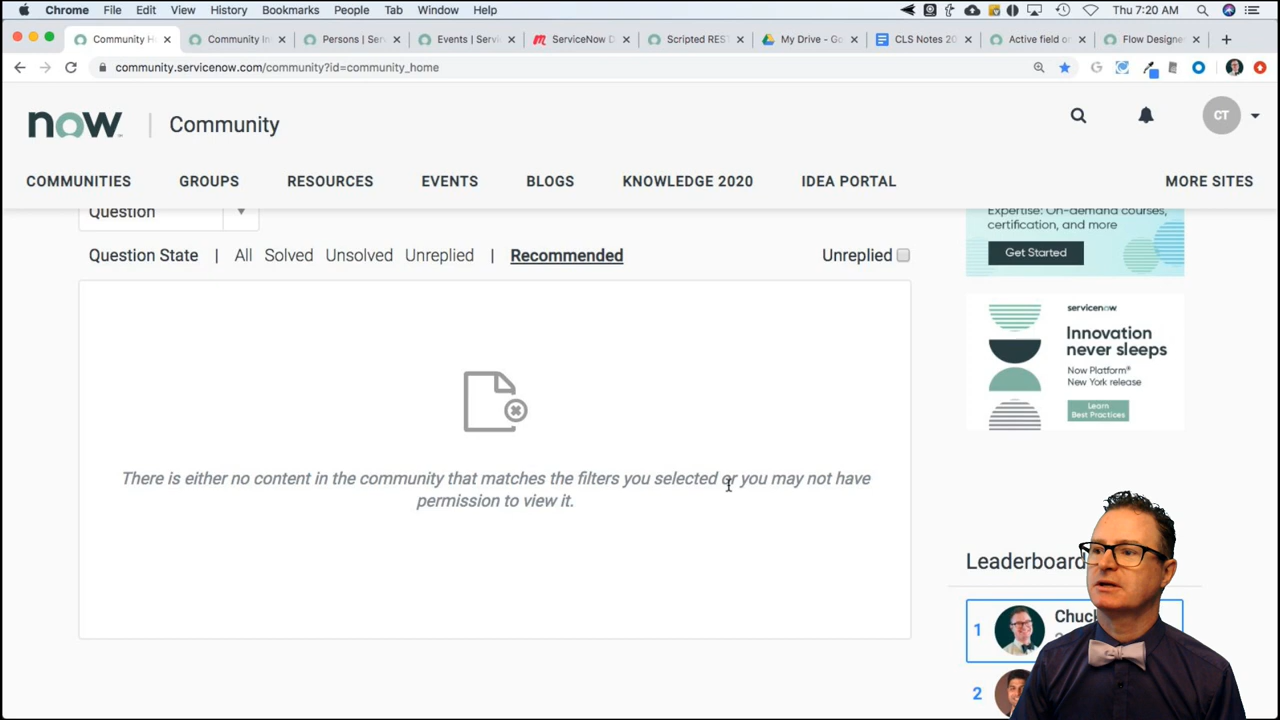 Chrome File Edit View History Bookmarks People Tab Window Help Thu 7:20 AM
Community H Community In Persons | Serv Events | Servi ServiceNow D Scripted RES My Drive - Go CLS Notes 20 Active field o Flow Designe
community.servicenow.com/community?id=community_home
now Community CT
COMMUNITIES GROUPS RESOURCES EVENTS BLOGS KNOWLEDGE 2020 IDEA PORTAL MORE SITES
Question
Question State | All Solved Unsolved Unreplied | Recommended Unreplied
There is either no content in the community that matches the filters you selected or you may not have
permission to view it.
Expertise: On-demand courses,
certification, and more
Get Started
servicenow
Innovation
never sleeps
Now Platform®
New York release
Learn
Best Practices
Leaderboard
1 Chuck
2